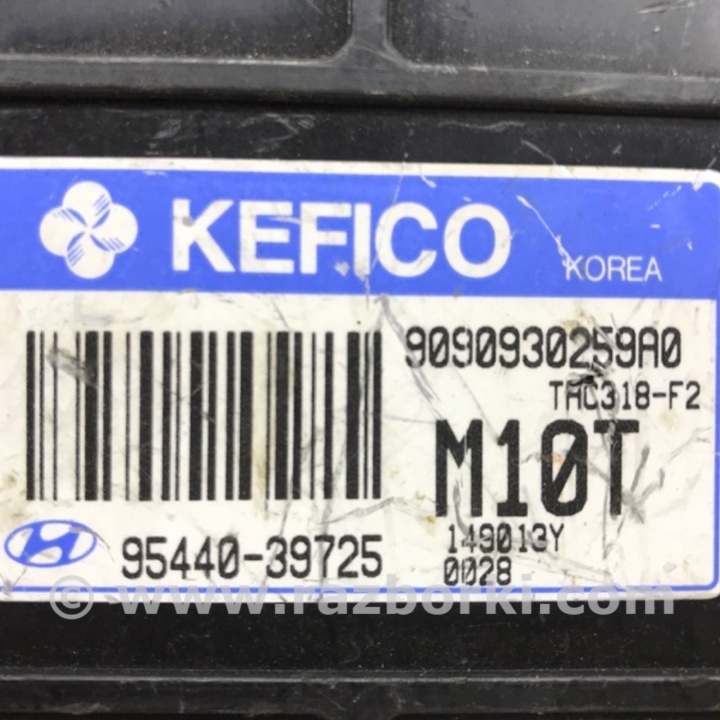 KEFICO KOREA
9090930259A0
TAC318-F2
M10T
149013Y
95440-39725
0028
© www.razborki.com